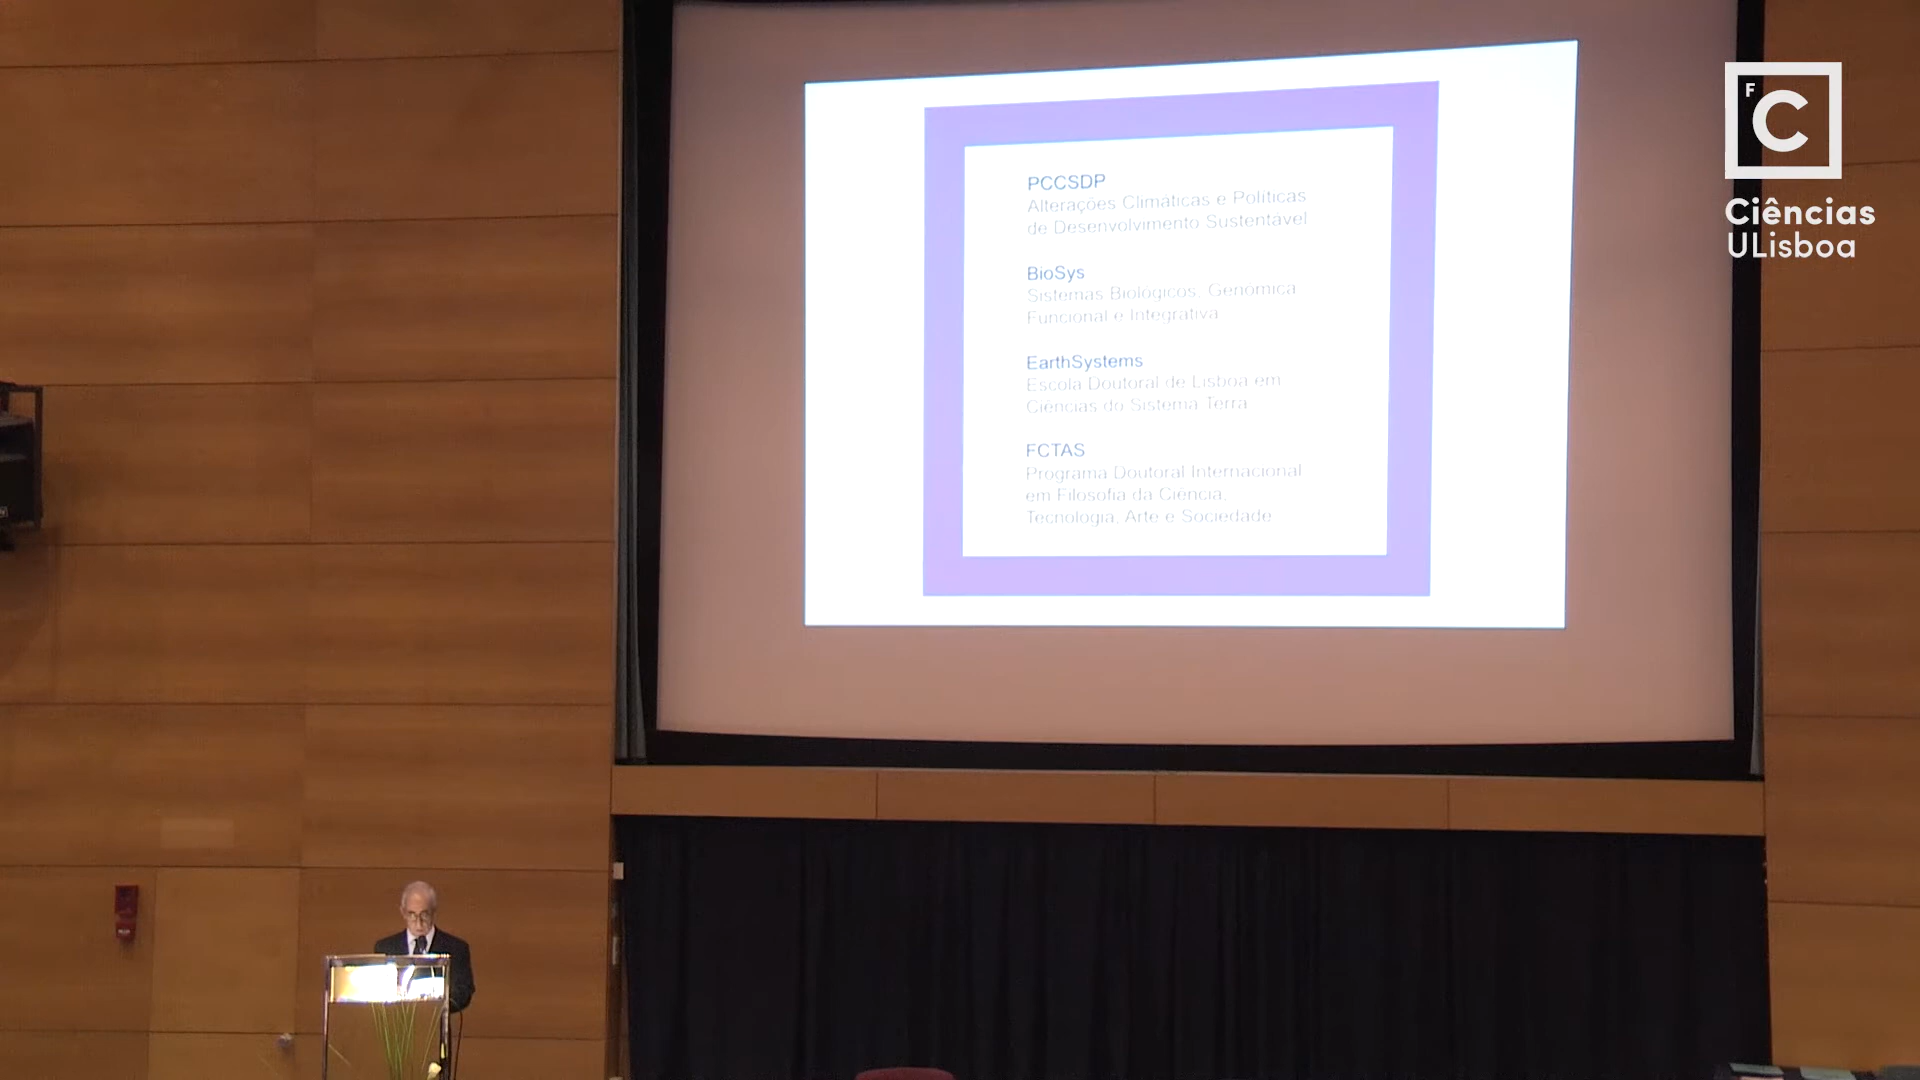 PCCSDP
Alterações Climáticas e Políticas
de Desenvolvimento Sustentável
BioSys
Sistemas Biológicos, Genómica
Funcional e Integrativa
EarthSystems
Escola Doutoral de Lisboa em
Ciências do Sistema Terra
FCTAS
Programa Doutoral Internacional
em Filosofia da Ciência,
Tecnologia, Arte e Sociedade
F
C
Ciências
ULisboa